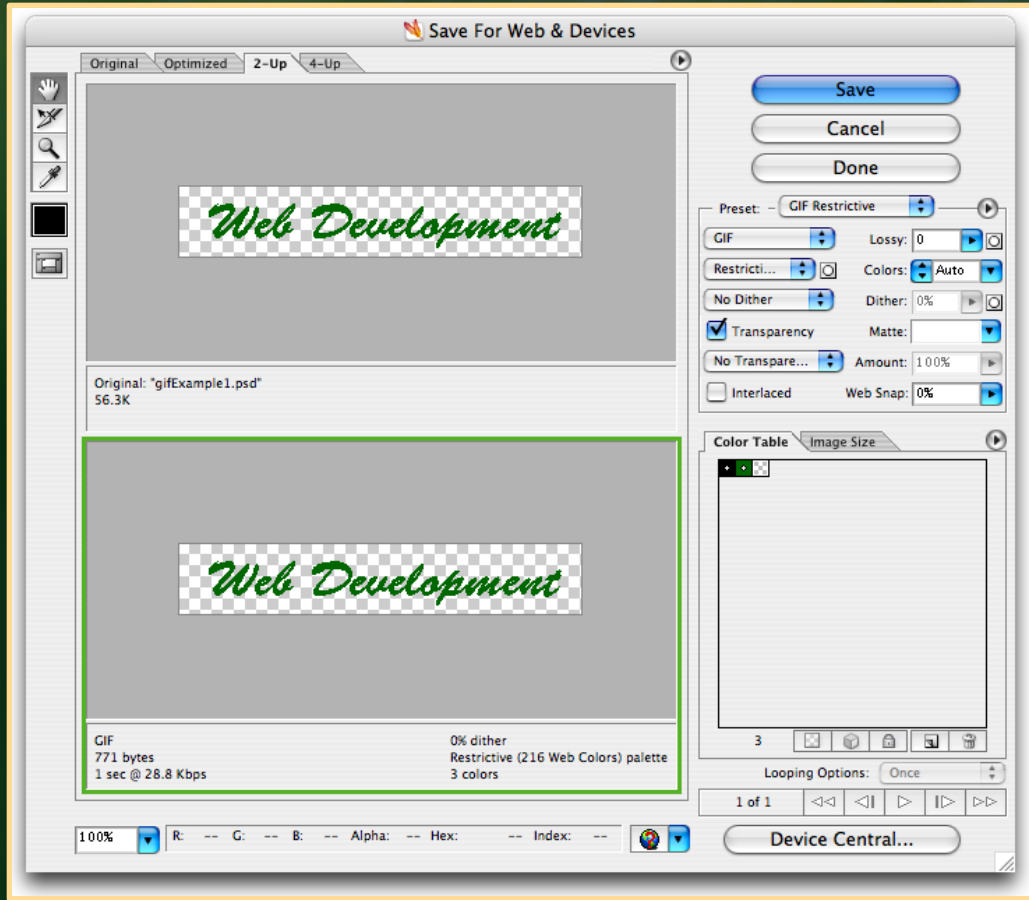 Save For Web & Devices
Original Optimized 2-Up 4-Up
Web Development
Original: "gifExample1.psd"
56.3K
Web Development
GIF 0% dither
771 bytes Restrictive (216 Web Colors) palette
1 sec @ 28.8 Kbps 3 colors
100% R: -- G: -- B: -- Alpha: -- Hex: -- Index: --
Save
Cancel
Done
Preset: GIF Restrictive
GIF Lossy: 0
Restricti... Colors: Auto
No Dither Dither: 0%
Transparency Matte:
No Transpare... Amount: 100%
Interlaced Web Snap: 0%
Color Table Image Size
3
Looping Options: Once
1 of 1
Device Central...